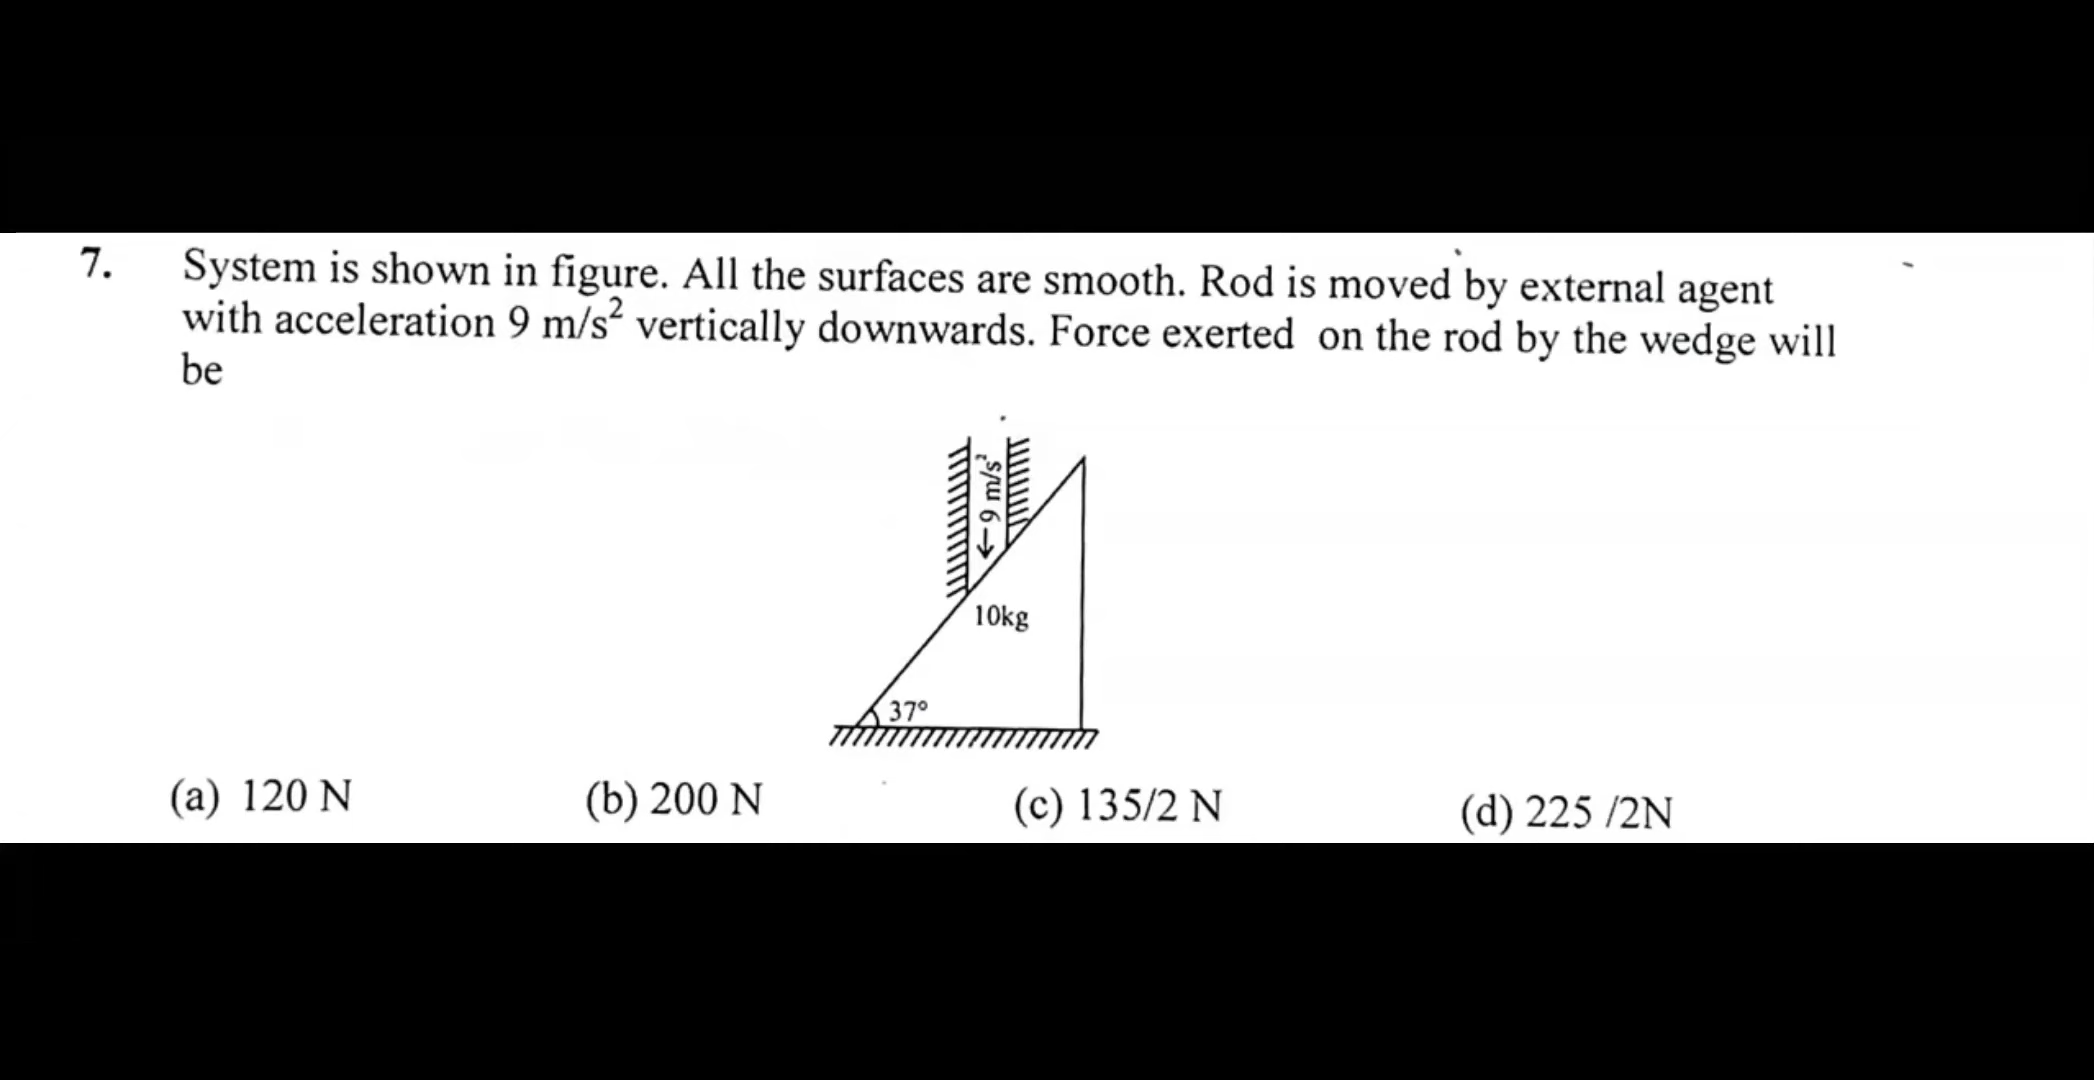 7. System is shown in figure. All the surfaces are smooth. Rod is moved by external agent
with acceleration 9 m/s² vertically downwards. Force exerted on the rod by the wedge will
be
←9 m/s²
10kg
37°
(a) 120 N (b) 200 N (c) 135/2 N (d) 225 /2N